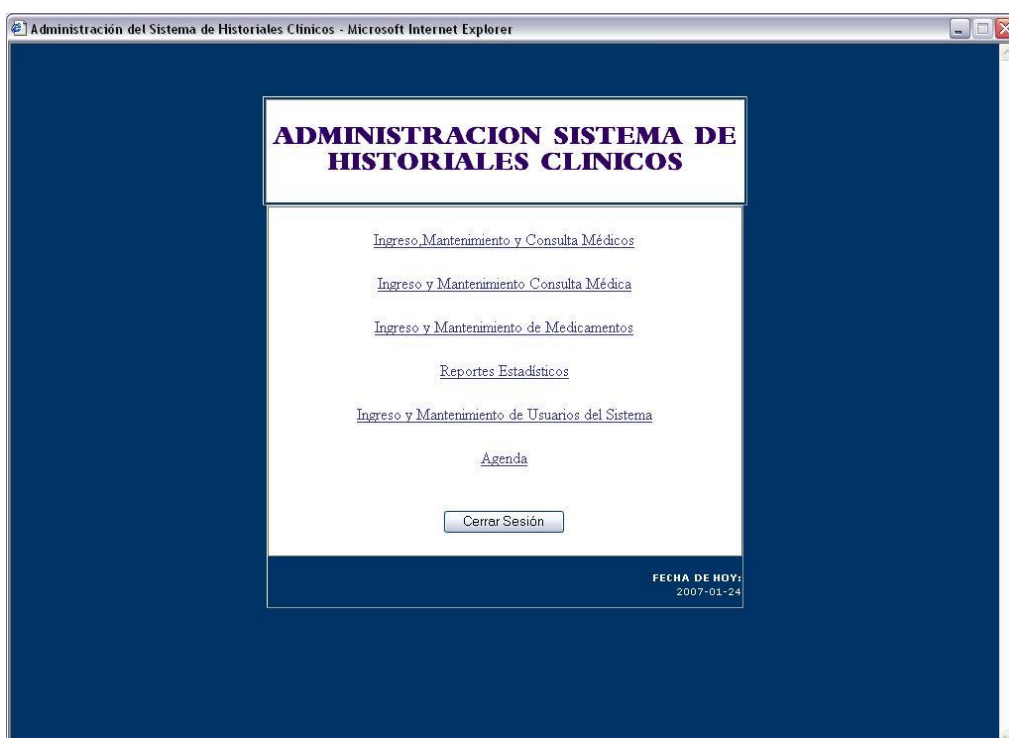 Administración del Sistema de Historiales Clínicos - Microsoft Internet Explorer
ADMINISTRACION SISTEMA DE
HISTORIALES CLINICOS
Ingreso,Mantenimiento y Consulta Médicos
Ingreso y Mantenimiento Consulta Médica
Ingreso y Mantenimiento de Medicamentos
Reportes Estadísticos
Ingreso y Mantenimiento de Usuarios del Sistema
Agenda
Cerrar Sesión
FECHA DE HOY:
2007-01-24